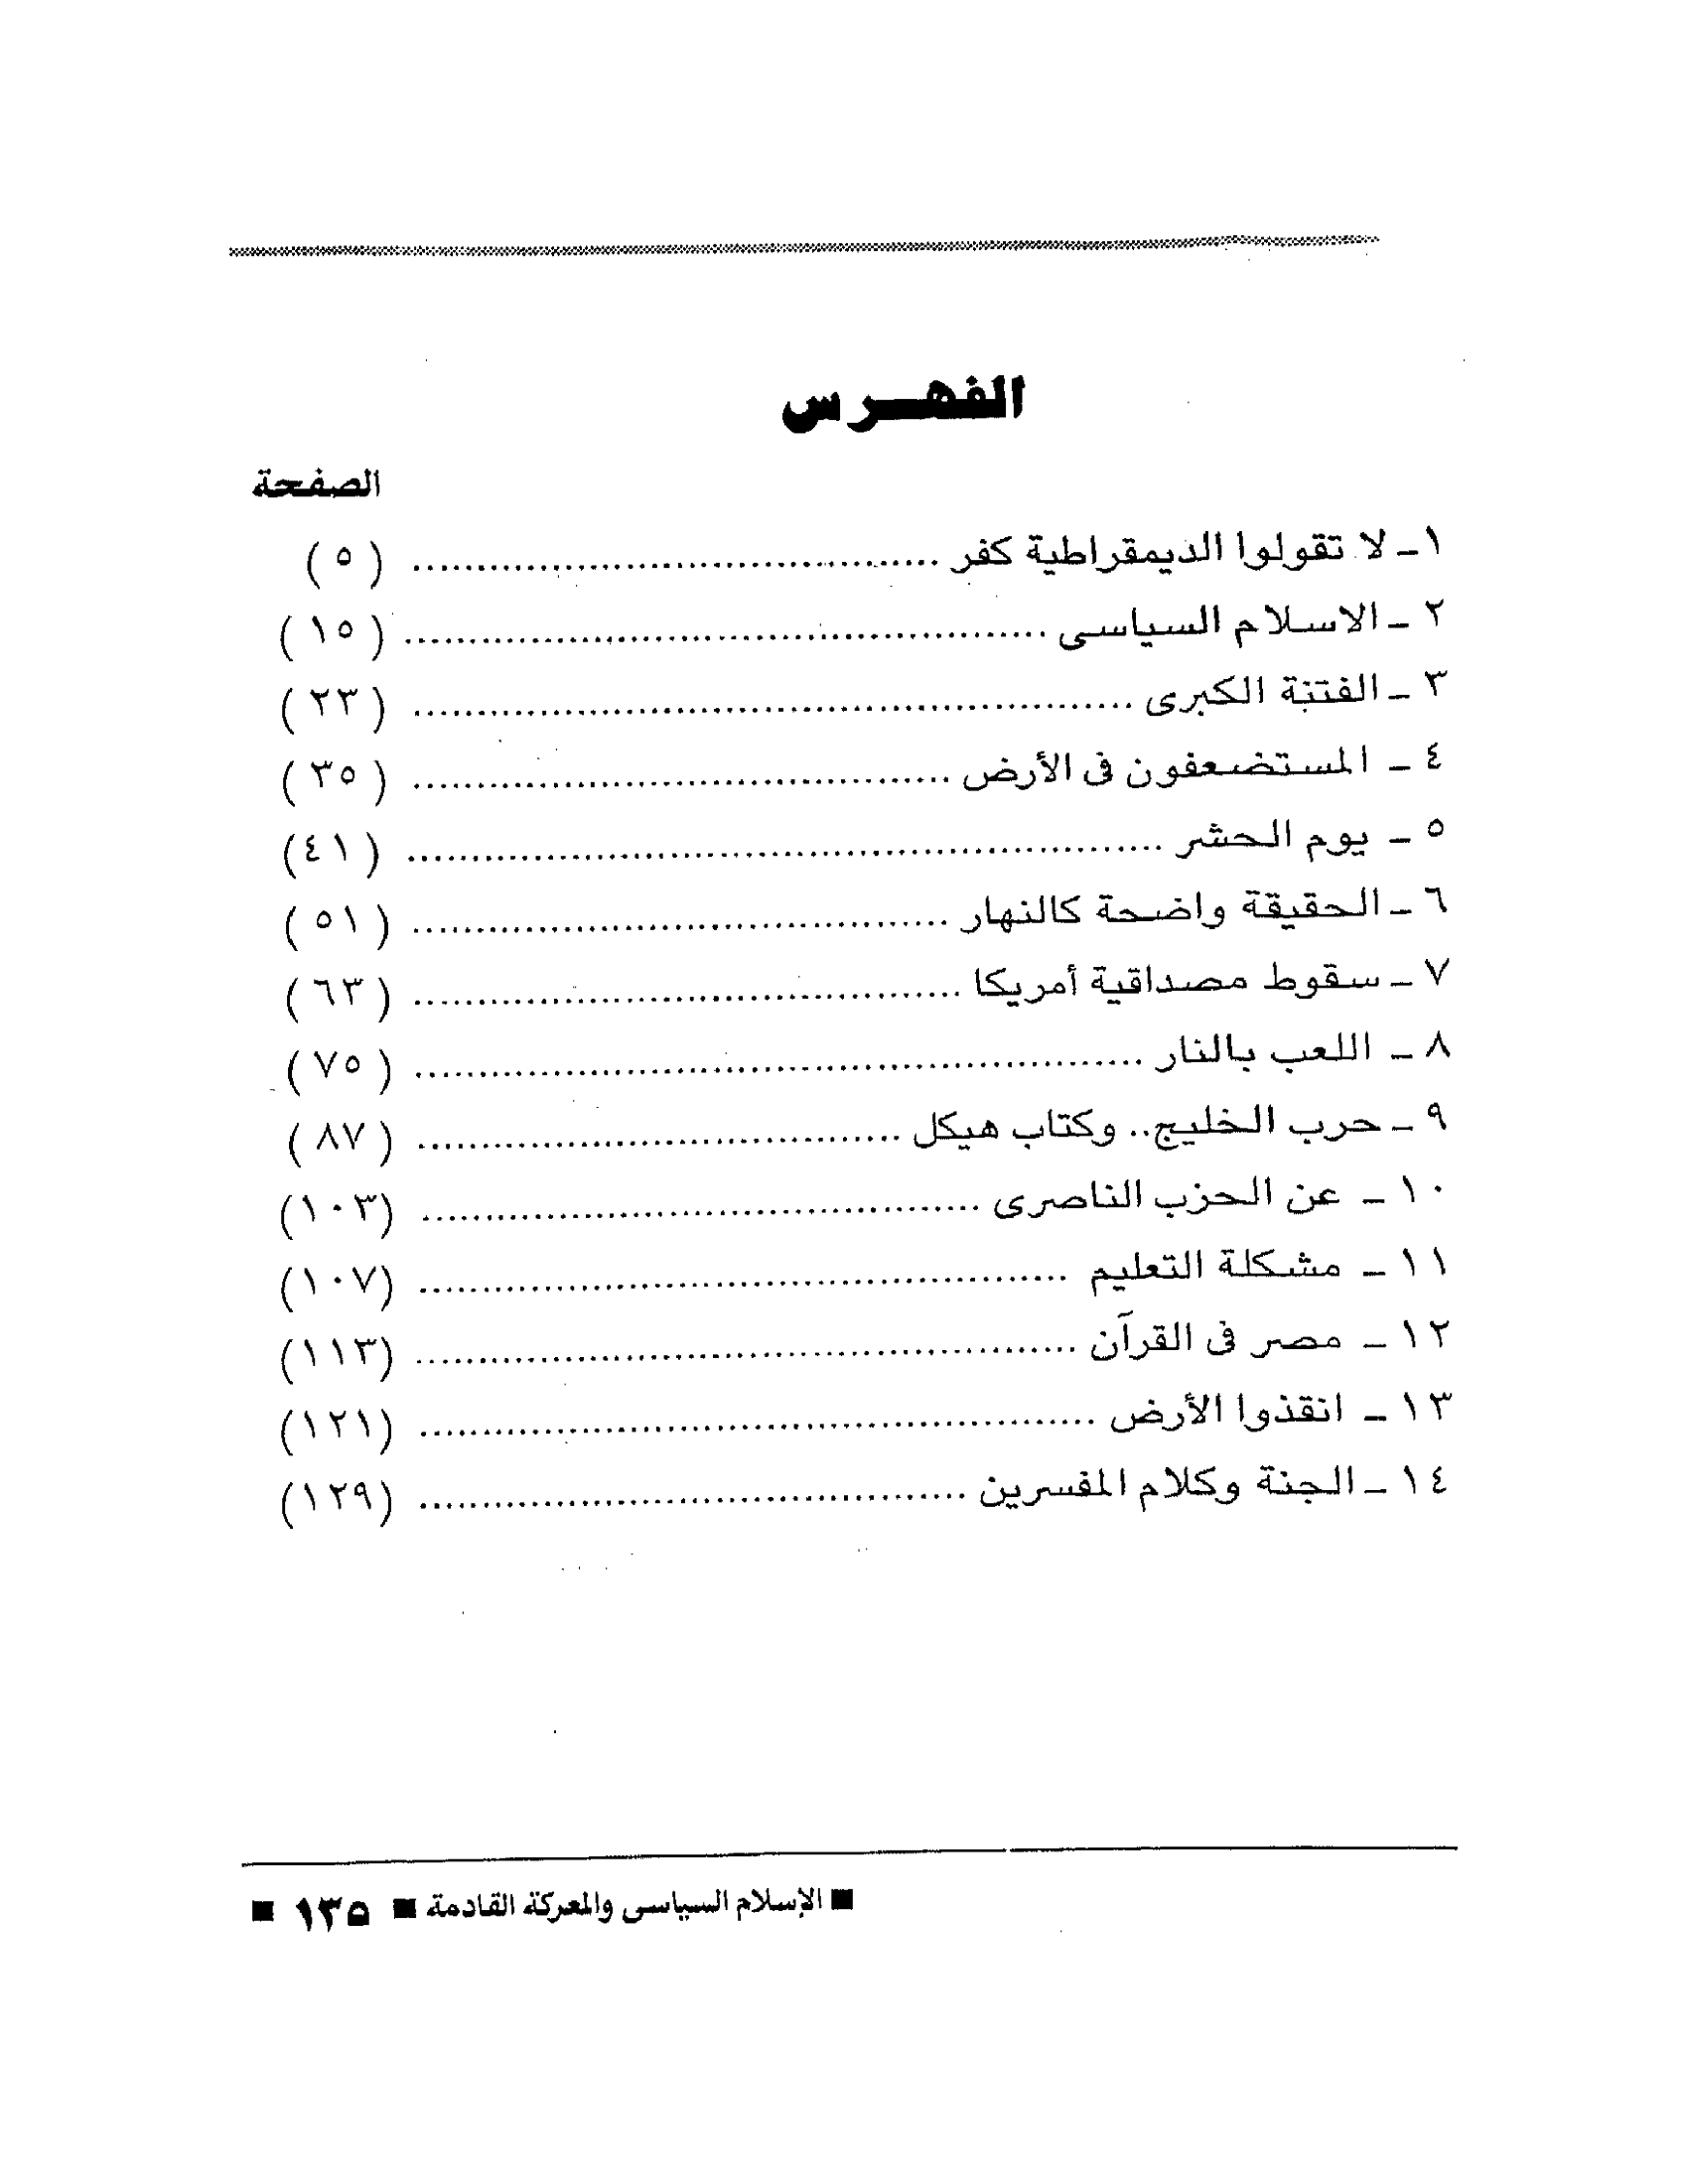 الفهرس
الصفحة
١ - لا تقولوا الديمقراطية كفر ........................................ ( ٥ )
٢ - الاسلام السياسى ................................................ ( ١٥ )
٣ - الفتنة الكبرى ...................................................... ( ٢٣ )
٤ - المستضعفون فى الأرض ........................................ ( ٣٥ )
٥ - يوم الحشر ........................................................ ( ٤١ )
٦ - الحقيقة واضحة كالنهار ........................................ ( ٥١ )
٧ - سقوط مصداقية أمريكا ......................................... ( ٦٣ )
٨ - اللعب بالنار ...................................................... ( ٧٥ )
٩ - حرب الخليج.. وكتاب هيكل .................................... ( ٨٧ )
١٠ - عن الحزب الناصرى .......................................... (١٠٣)
١١ - مشكلة التعليم ................................................. (١٠٧)
١٢ - مصر فى القرآن ................................................. (١١٣)
١٣ - انقذوا الأرض ................................................... (١٢١)
١٤ - الجنة وكلام المفسرين ......................................... (١٢٩)
■ الإسلام السياسى والمعركة القادمة ■ ١٣٥ ■